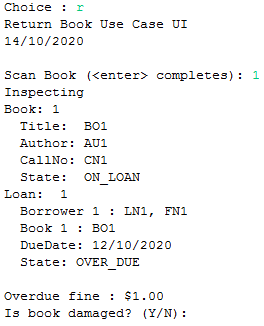 Choice : r
Return Book Use Case UI
14/10/2020
Scan Book (<enter> completes): 1
Inspecting
Book: 1
Title: BO1
Author: AU1
CallNo: CN1
State: ON_LOAN
Loan: 1
Borrower 1 : LN1, FN1
Book 1 : BO1
DueDate: 12/10/2020
State: OVER_DUE
Overdue fine : $1.00
Is book damaged? (Y/N):